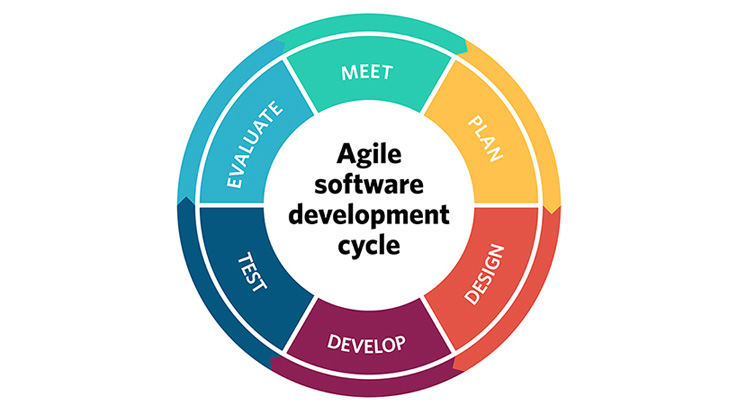 MEET
PLAN
DESIGN
DEVELOP
TEST
EVALUATE
Agile
software
development
cycle